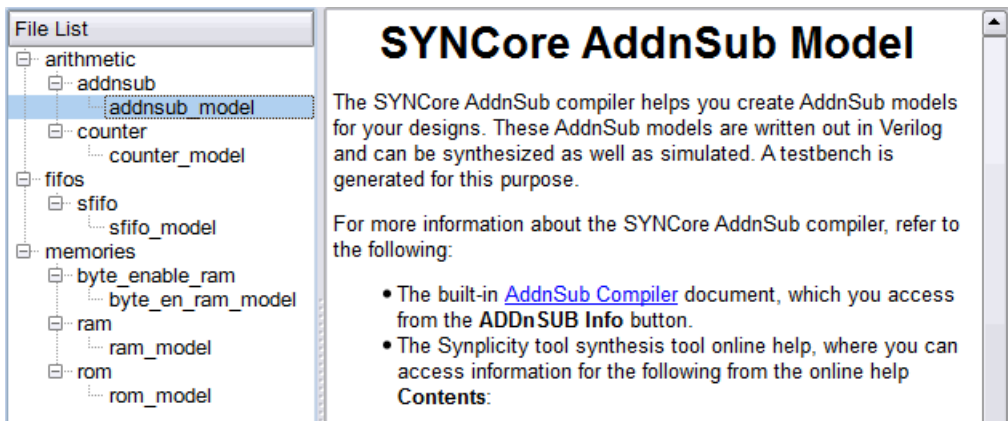 File List
arithmetic
addnsub
addnsub_model
counter
counter_model
fifos
sfifo
sfifo_model
memories
byte_enable_ram
byte_en_ram_model
ram
ram_model
rom
rom_model
SYNCore AddnSub Model
The SYNCore AddnSub compiler helps you create AddnSub models
for your designs. These AddnSub models are written out in Verilog
and can be synthesized as well as simulated. A testbench is
generated for this purpose.
For more information about the SYNCore AddnSub compiler, refer to
the following:
• The built-in AddnSub Compiler document, which you access
from the ADDnSUB Info button.
• The Synplicity tool synthesis tool online help, where you can
access information for the following from the online help
Contents: